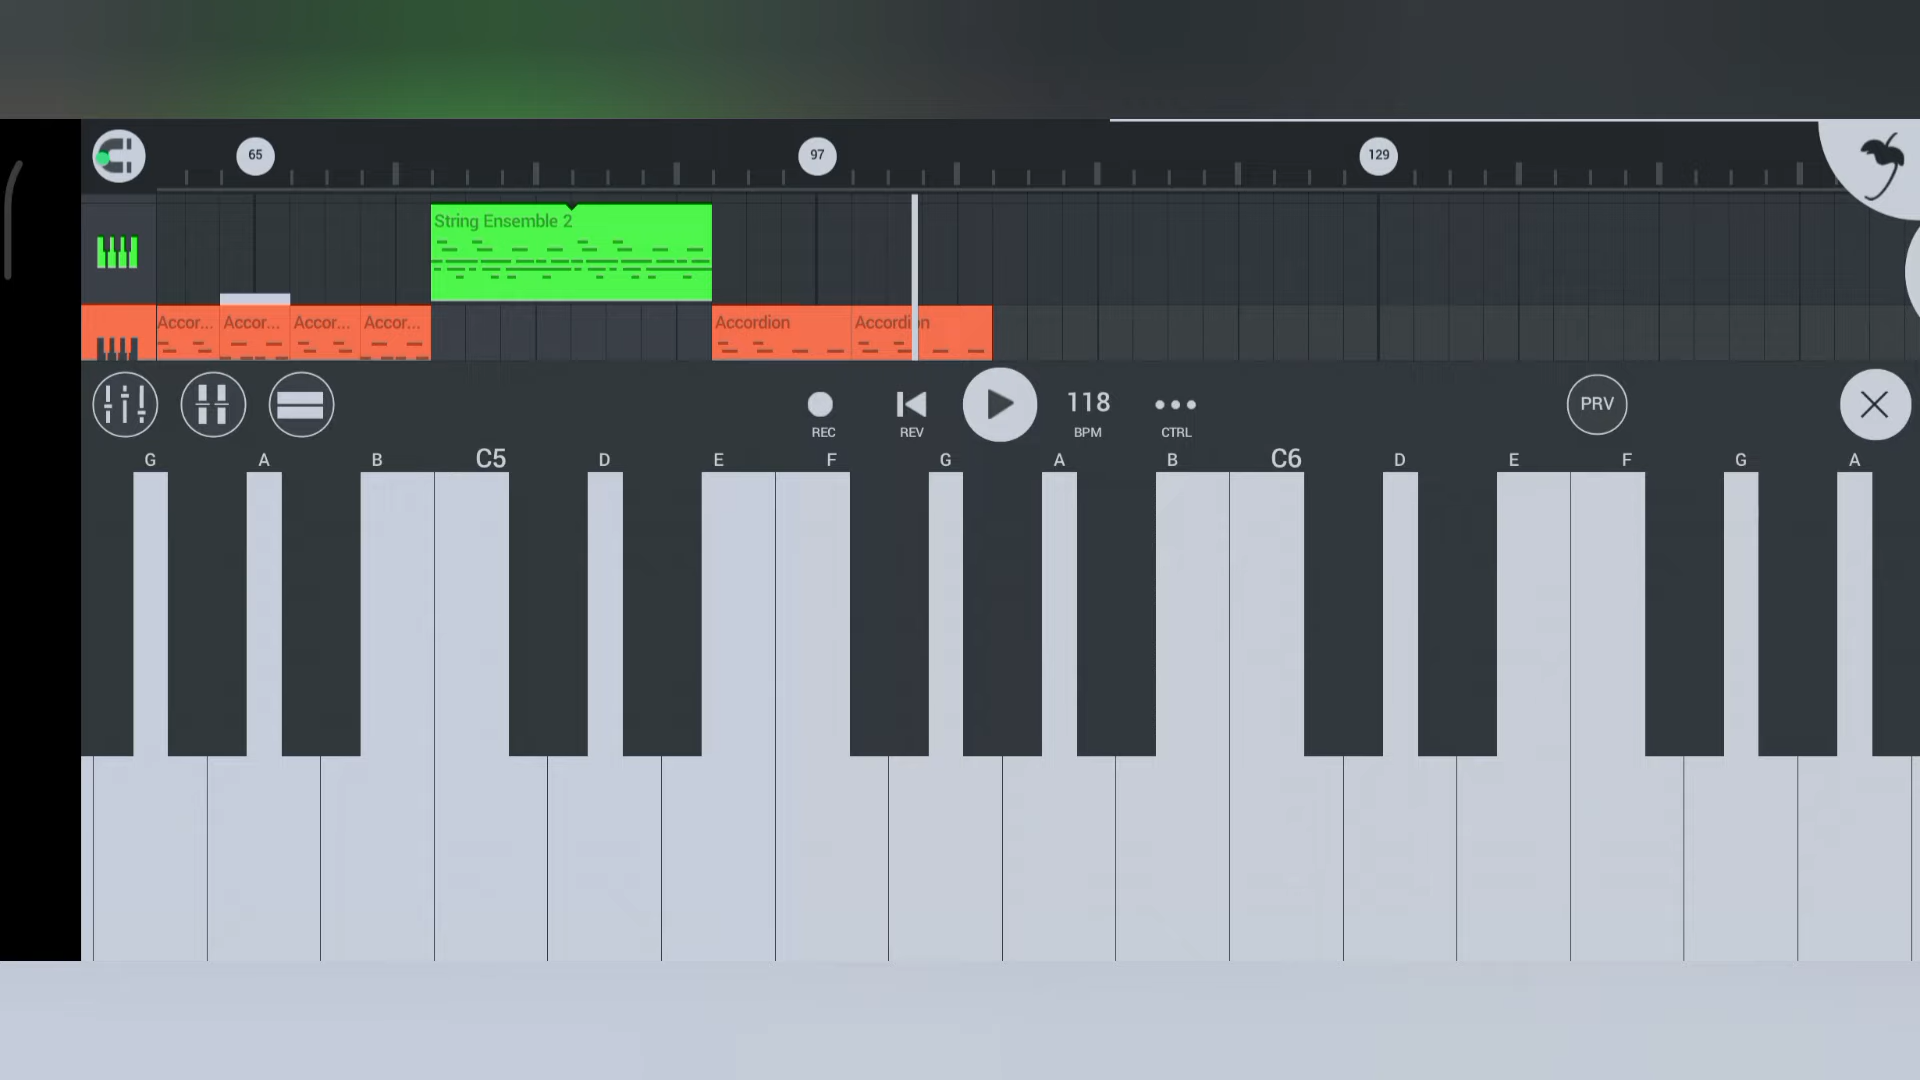 65 97 129
String Ensemble 2
Accor... Accor... Accor... Accor... Accordion Accordion
118 PRV
REC REV BPM CTRL
G A B C5 D E F G A B C6 D E F G A